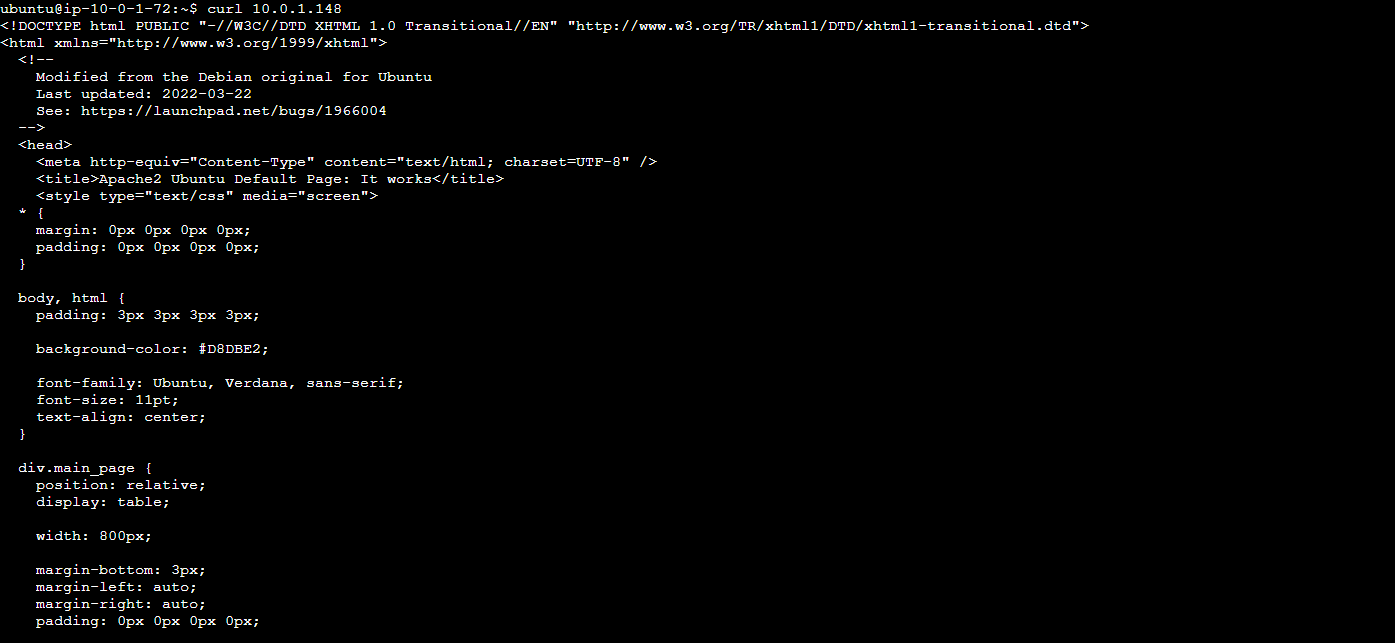 ubuntu@ip-10-0-1-72:~$ curl 10.0.1.148
<!DOCTYPE html PUBLIC "-//W3C//DTD XHTML 1.0 Transitional//EN" "http://www.w3.org/TR/xhtml1/DTD/xhtml1-transitional.dtd">
<html xmlns="http://www.w3.org/1999/xhtml">
  <!--
    Modified from the Debian original for Ubuntu
    Last updated: 2022-03-22
    See: https://launchpad.net/bugs/1966004
  -->
  <head>
    <meta http-equiv="Content-Type" content="text/html; charset=UTF-8" />
    <title>Apache2 Ubuntu Default Page: It works</title>
    <style type="text/css" media="screen">
  * {
    margin: 0px 0px 0px 0px;
    padding: 0px 0px 0px 0px;
  }

  body, html {
    padding: 3px 3px 3px 3px;

    background-color: #D8DBE2;

    font-family: Ubuntu, Verdana, sans-serif;
    font-size: 11pt;
    text-align: center;
  }

  div.main_page {
    position: relative;
    display: table;

    width: 800px;

    margin-bottom: 3px;
    margin-left: auto;
    margin-right: auto;
    padding: 0px 0px 0px 0px;